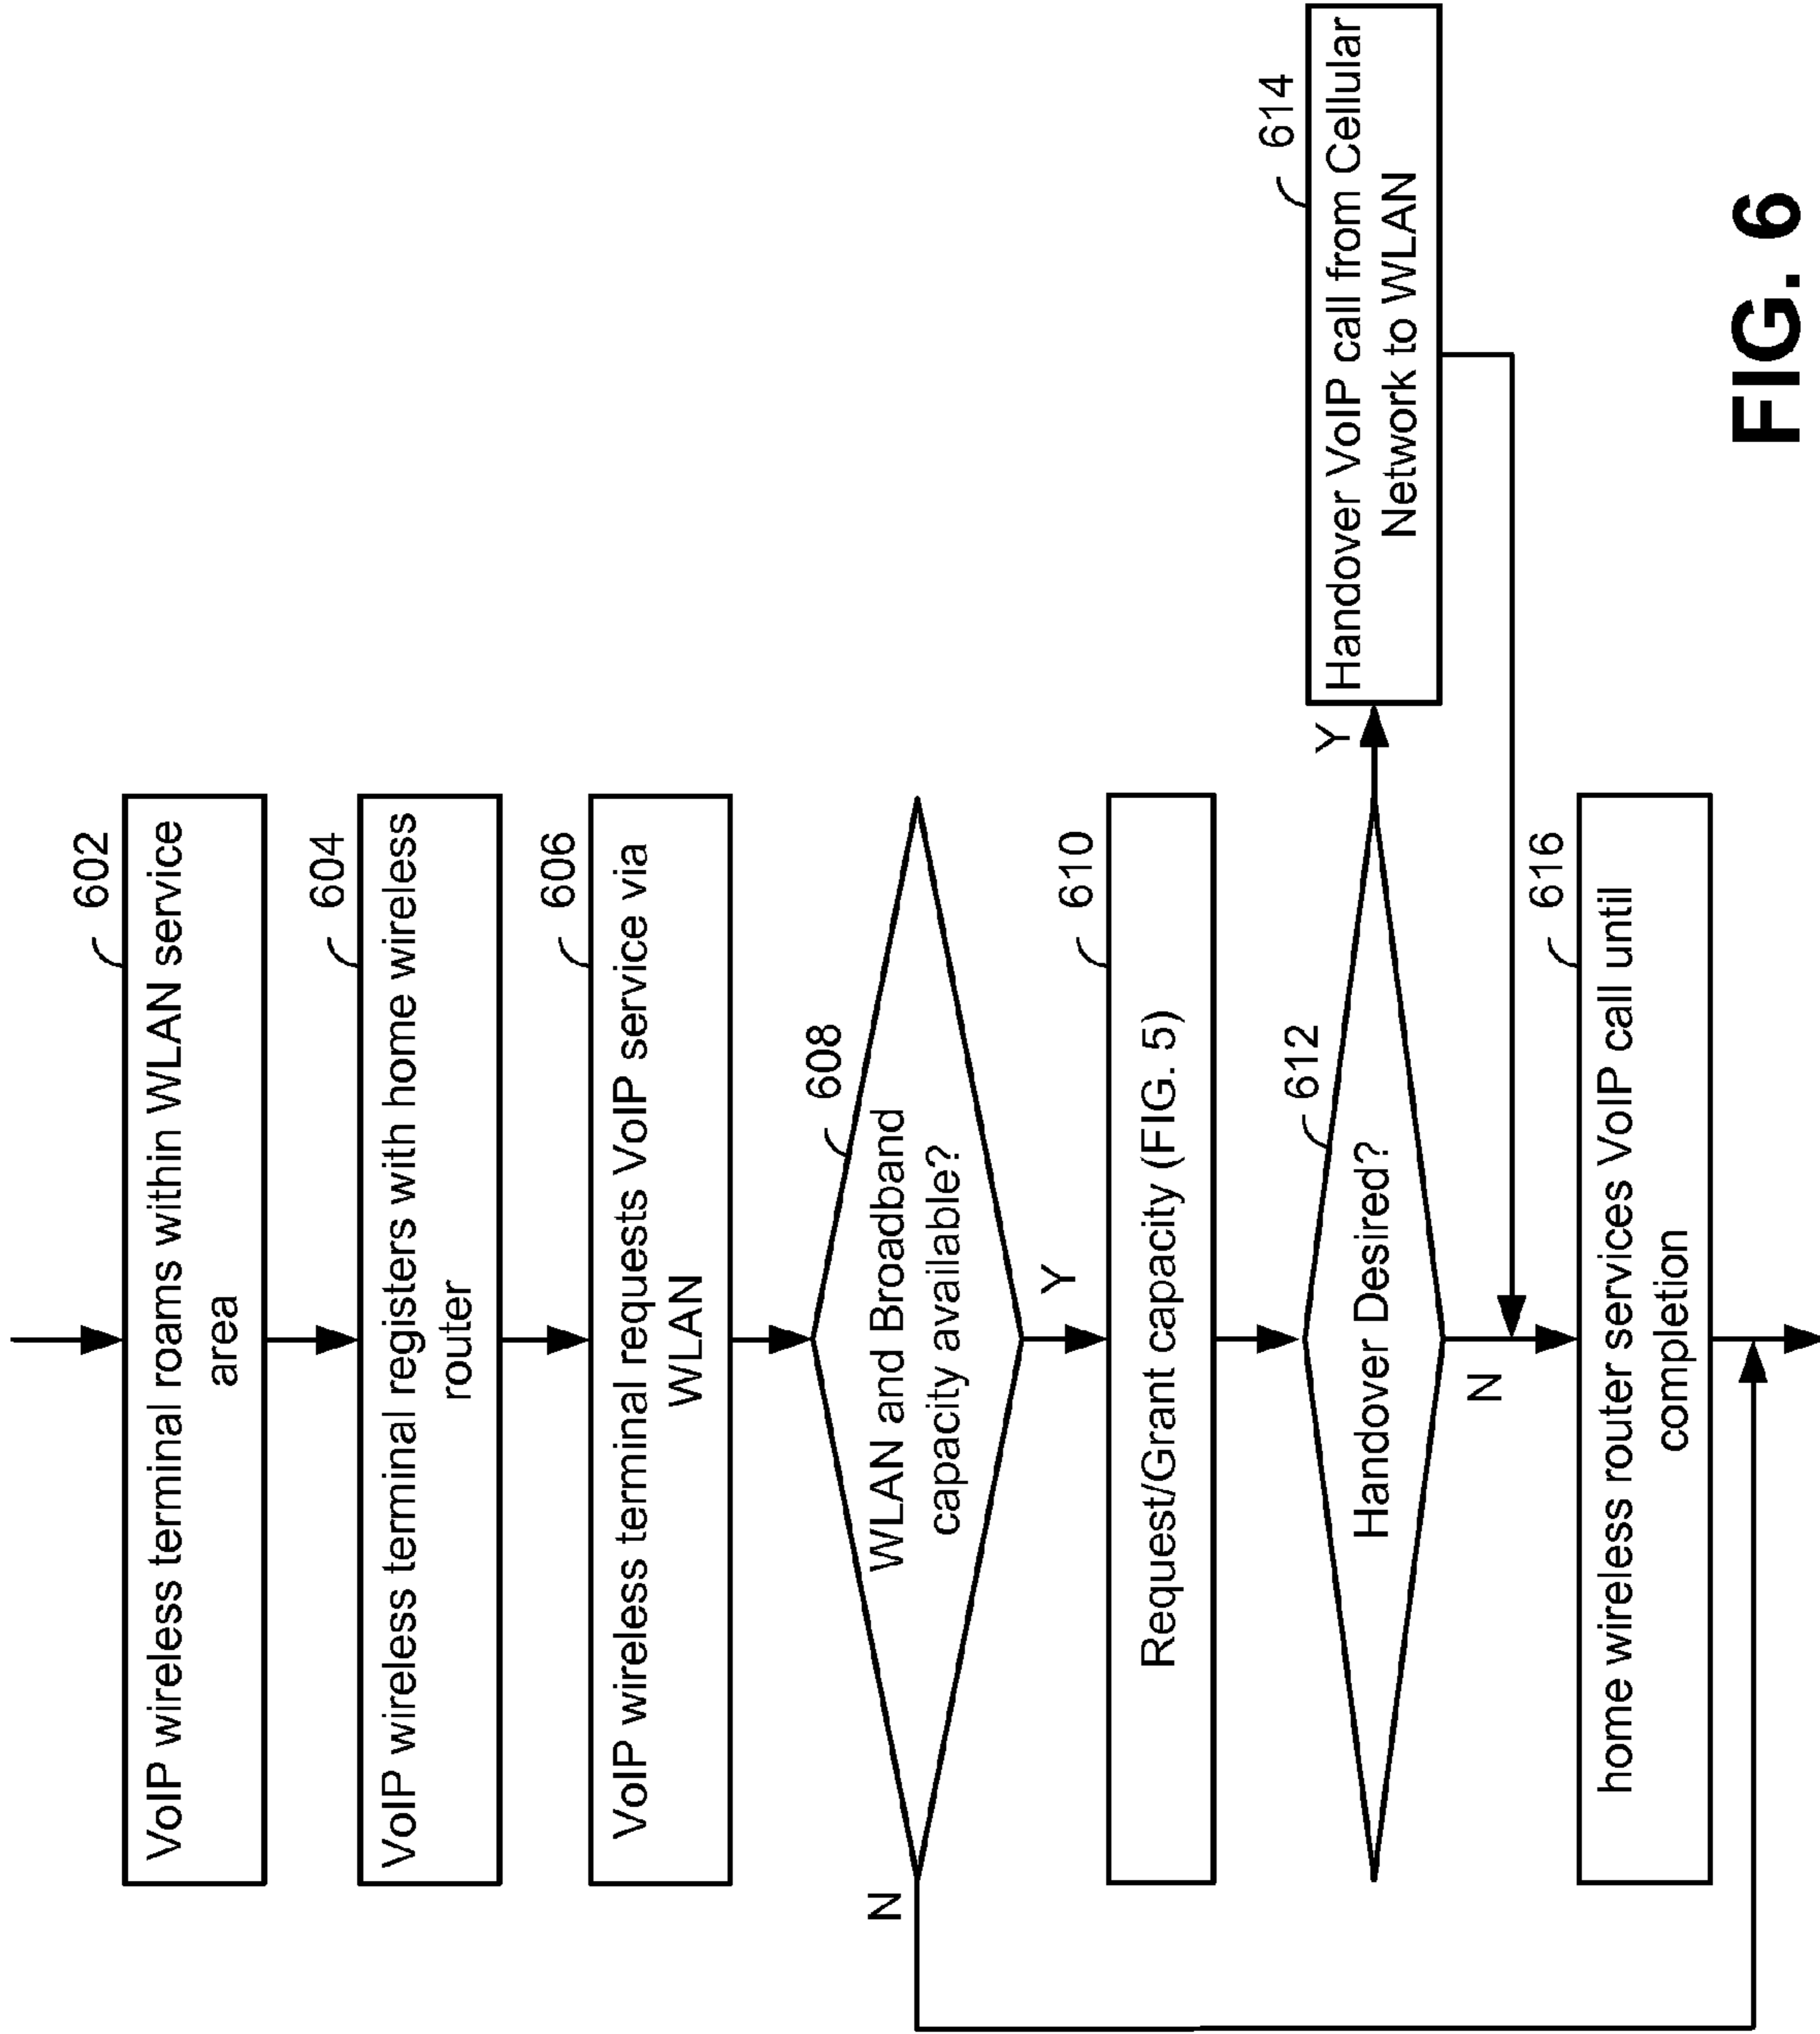 602
VoIP wireless terminal roams within WLAN service
area
604
VoIP wireless terminal registers with home wireless
router
606
VoIP wireless terminal requests VoIP service via
WLAN
608
WLAN and Broadband
capacity available?
N
Y
610
Request/Grant capacity (FIG. 5)
612
Handover Desired?
Y
614
Handover VoIP call from Cellular
Network to WLAN
N
616
home wireless router services VoIP call until
completion
FIG. 6